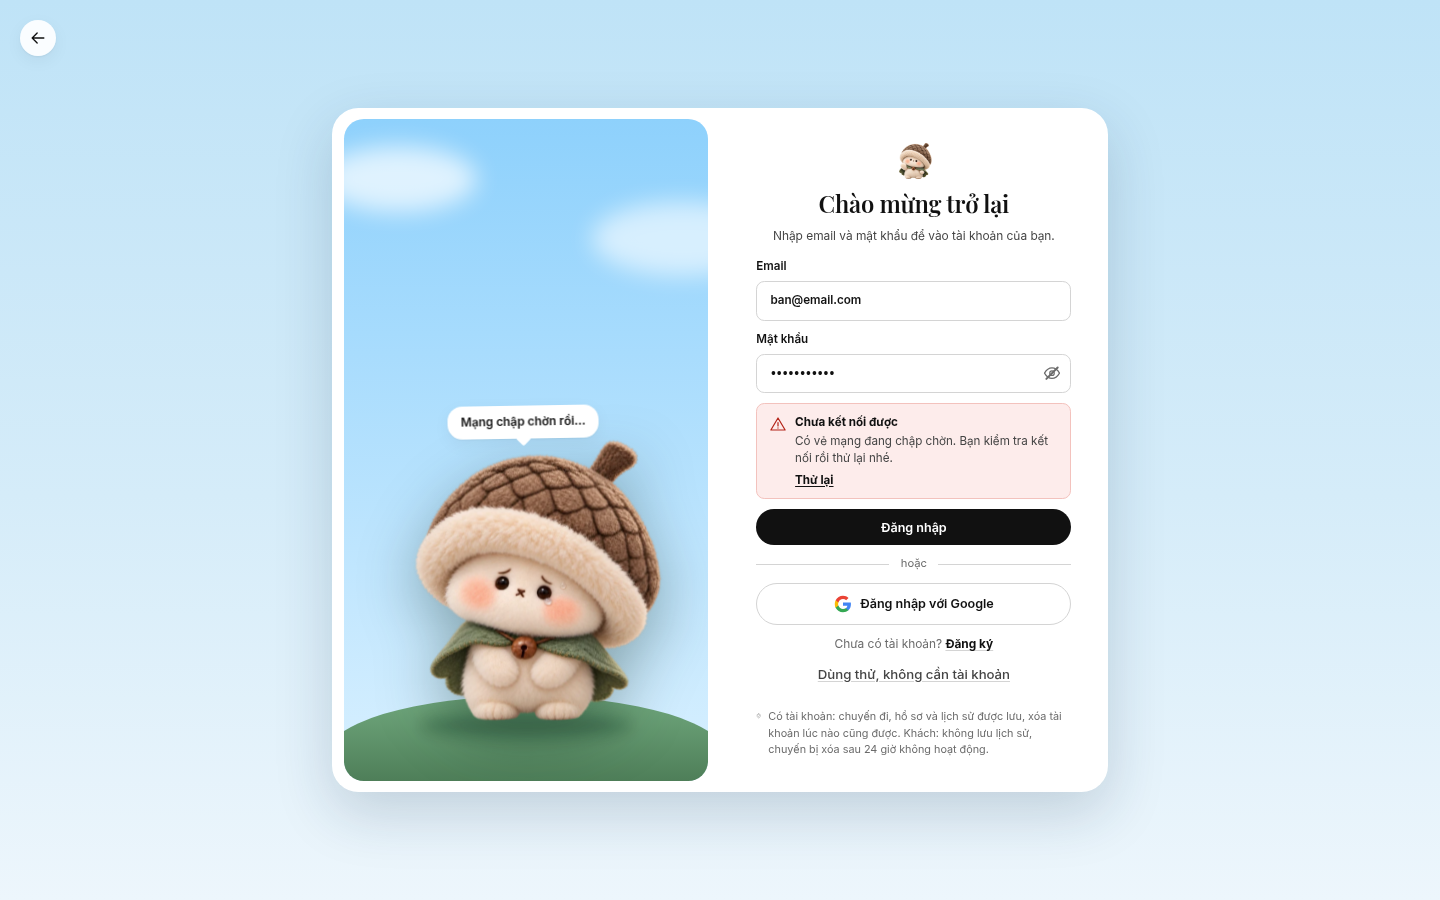 Mạng chập chờn rồi...
Chào mừng trở lại
Nhập email và mật khẩu để vào tài khoản của bạn.
Email
ban@email.com
Mật khẩu
•••••••••••
Chưa kết nối được
Có vẻ mạng đang chập chờn. Bạn kiểm tra kết
nối rồi thử lại nhé.
Thử lại
Đăng nhập
hoặc
Đăng nhập với Google
Chưa có tài khoản? Đăng ký
Dùng thử, không cần tài khoản
Có tài khoản: chuyến đi, hồ sơ và lịch sử được lưu, xóa tài
khoản lúc nào cũng được. Khách: không lưu lịch sử,
chuyến bị xóa sau 24 giờ không hoạt động.